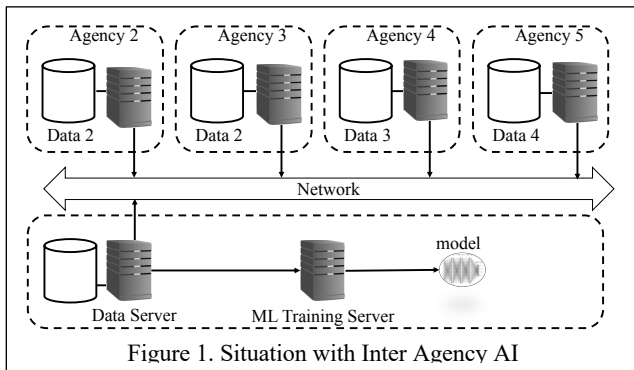 Agency 2 Agency 3 Agency 4 Agency 5
Data 2 Data 2 Data 3 Data 4
Network
model
Data Server ML Training Server
Figure 1. Situation with Inter Agency AI